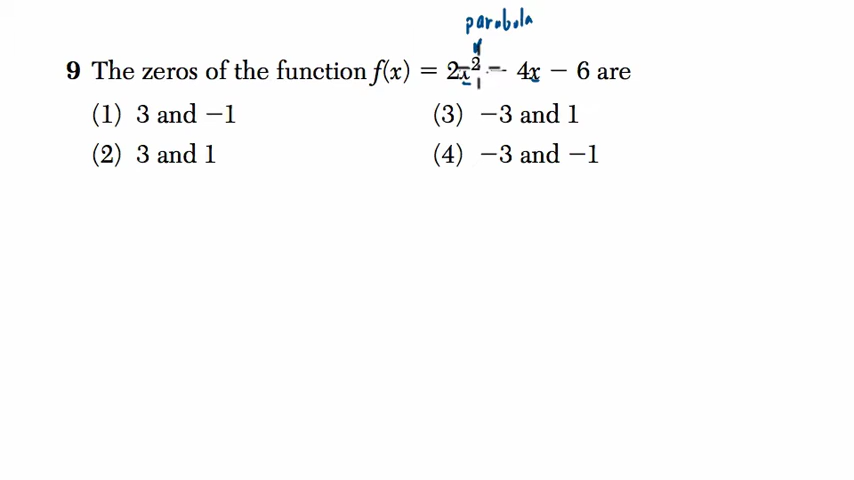 parabola
9 The zeros of the function f(x) = 2x² − 4x − 6 are
(1) 3 and −1
(3) −3 and 1
(2) 3 and 1
(4) −3 and −1